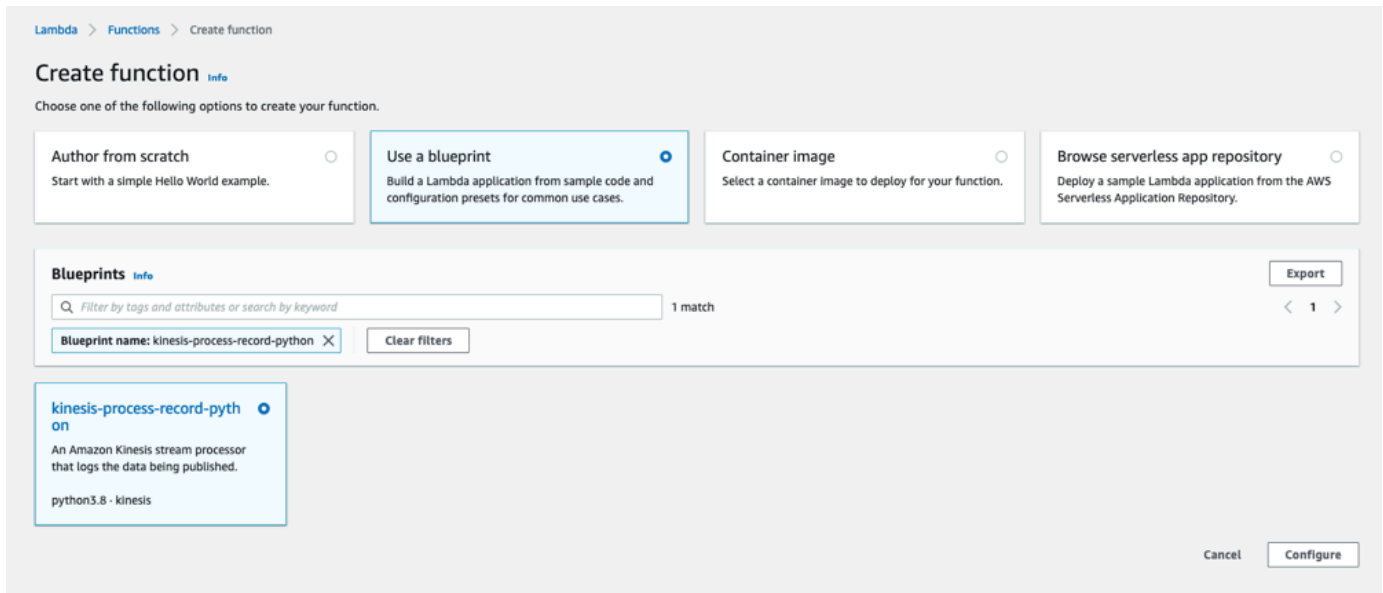 Lambda > Functions > Create function
Create function Info
Choose one of the following options to create your function.
Author from scratch
Start with a simple Hello World example.
Use a blueprint
Build a Lambda application from sample code and
configuration presets for common use cases.
Container image
Select a container image to deploy for your function.
Browse serverless app repository
Deploy a sample Lambda application from the AWS
Serverless Application Repository.
Blueprints Info
Export
Filter by tags and attributes or search by keyword
1 match
< 1 >
Blueprint name: kinesis-process-record-python X
Clear filters
kinesis-process-record-pyth
on
An Amazon Kinesis stream processor
that logs the data being published.
python3.8 · kinesis
Cancel
Configure